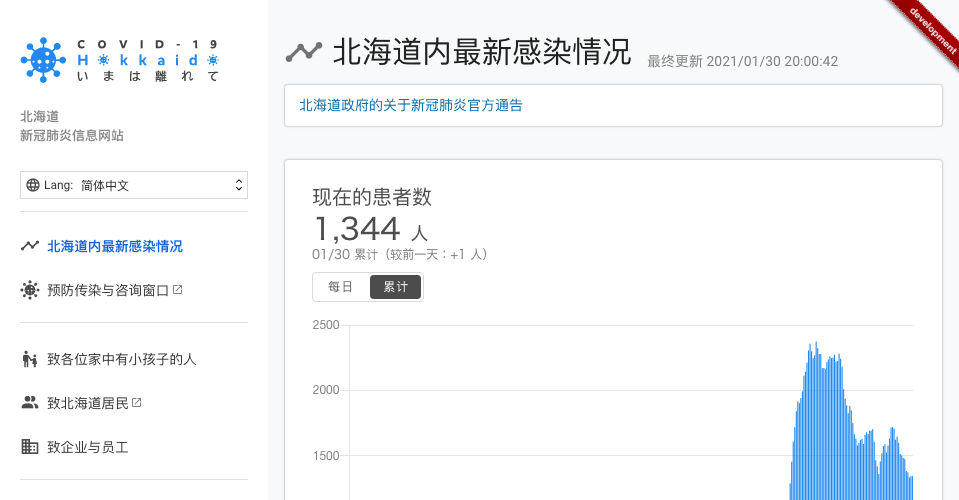 COVID-19
Hokkaido
いまは離れて
北海道
新冠肺炎信息网站
Lang: 简体中文
北海道内最新感染情况
预防传染与咨询窗口
致各位家中有小孩子的人
致北海道居民
致企业与员工
development
北海道内最新感染情况 最终更新 2021/01/30 20:00:42
北海道政府的关于新冠肺炎官方通告
现在的患者数
1,344 人
01/30 累计（较前一天：+1 人）
每日 累计
2500
2000
1500